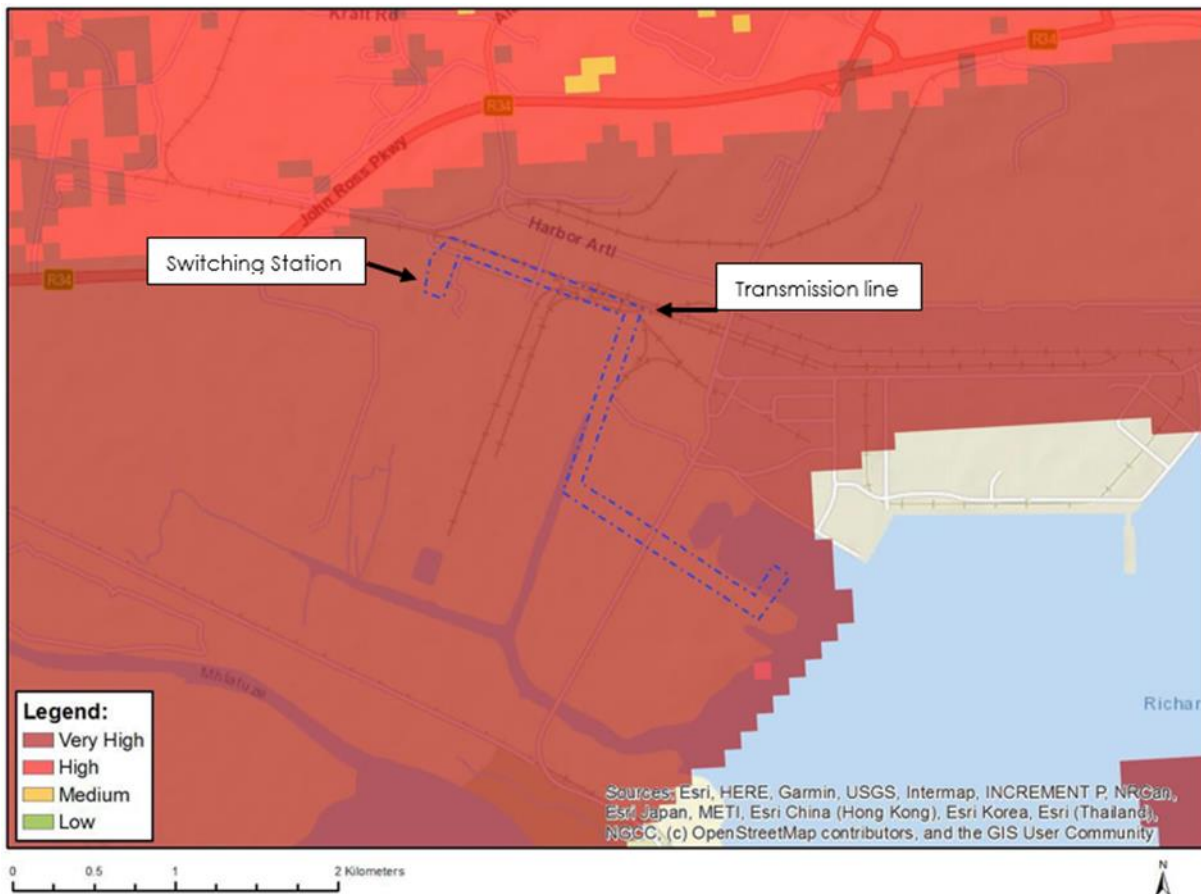 Kraft Rd
R34
R34
John Ross Pkwy
Harbor Arti
Switching Station
R34
Transmission line
Mhlatuze
Richar
Legend:
Very High
High
Medium
Low
Sources: Esri, HERE, Garmin, USGS, Intermap, INCREMENT P, NRCan,
Esri Japan, METI, Esri China (Hong Kong), Esri Korea, Esri (Thailand),
NGCC, (c) OpenStreetMap contributors, and the GIS User Community
0 0.5 1 2 Kilometers
N